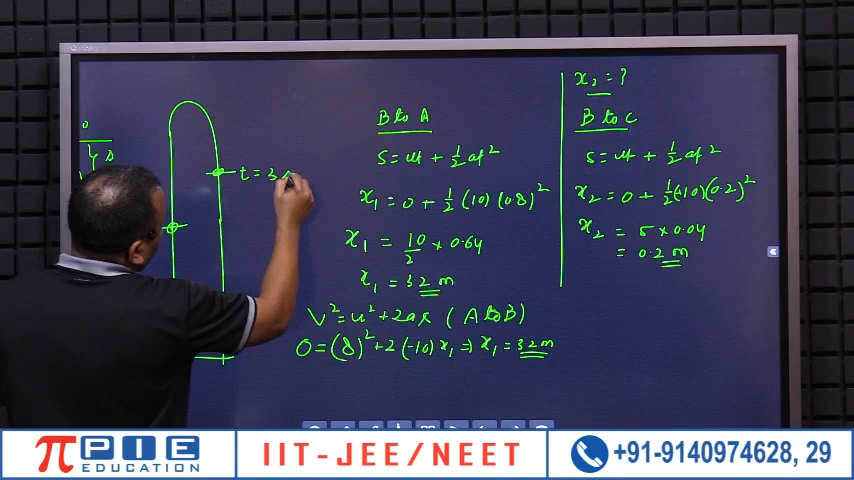 0
4 s
t = 3 s
B to A
S = ut + 1/2 at²
x₁ = 0 + 1/2 (10) (0.8)²
x₁ = 10/2 × 0.64
x₁ = 3.2 m
V² = u² + 2ax (A to B)
0 = (8)² + 2 (-10) x₁ ⇒ x₁ = 3.2 m
x₂ = ?
B to C
S = ut + 1/2 at²
x₂ = 0 + 1/2 (-10) (0.2)²
x₂ = 5 × 0.04
= 0.2 m
π PIE
EDUCATION
IIT-JEE/NEET
+91-9140974628, 29